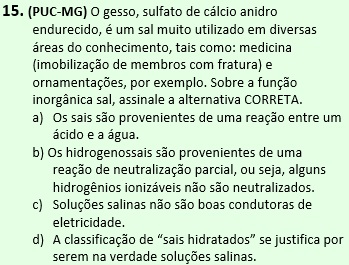 15. (PUC-MG) O gesso, sulfato de cálcio anidro
endurecido, é um sal muito utilizado em diversas
áreas do conhecimento, tais como: medicina
(imobilização de membros com fratura) e
ornamentações, por exemplo. Sobre a função
inorgânica sal, assinale a alternativa CORRETA.
a) Os sais são provenientes de uma reação entre um
ácido e a água.
b) Os hidrogenossais são provenientes de uma
reação de neutralização parcial, ou seja, alguns
hidrogênios ionizáveis não são neutralizados.
c) Soluções salinas não são boas condutoras de
eletricidade.
d) A classificação de “sais hidratados” se justifica por
serem na verdade soluções salinas.